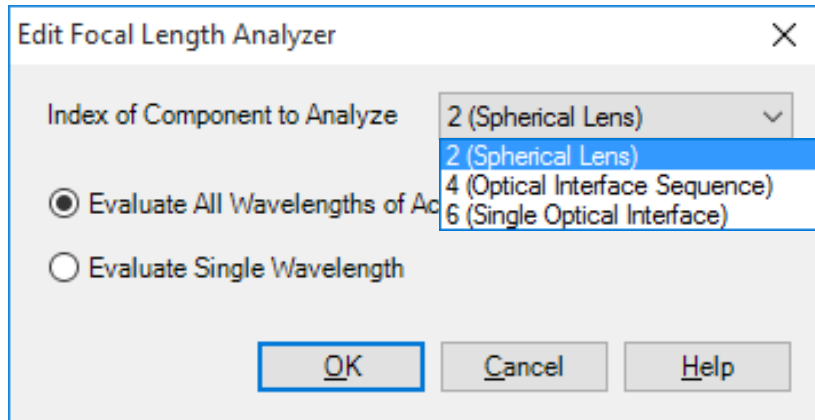 Edit Focal Length Analyzer
Index of Component to Analyze
2 (Spherical Lens)
2 (Spherical Lens)
4 (Optical Interface Sequence)
6 (Single Optical Interface)
Evaluate All Wavelengths of
Evaluate Single Wavelength
OK
Cancel
Help